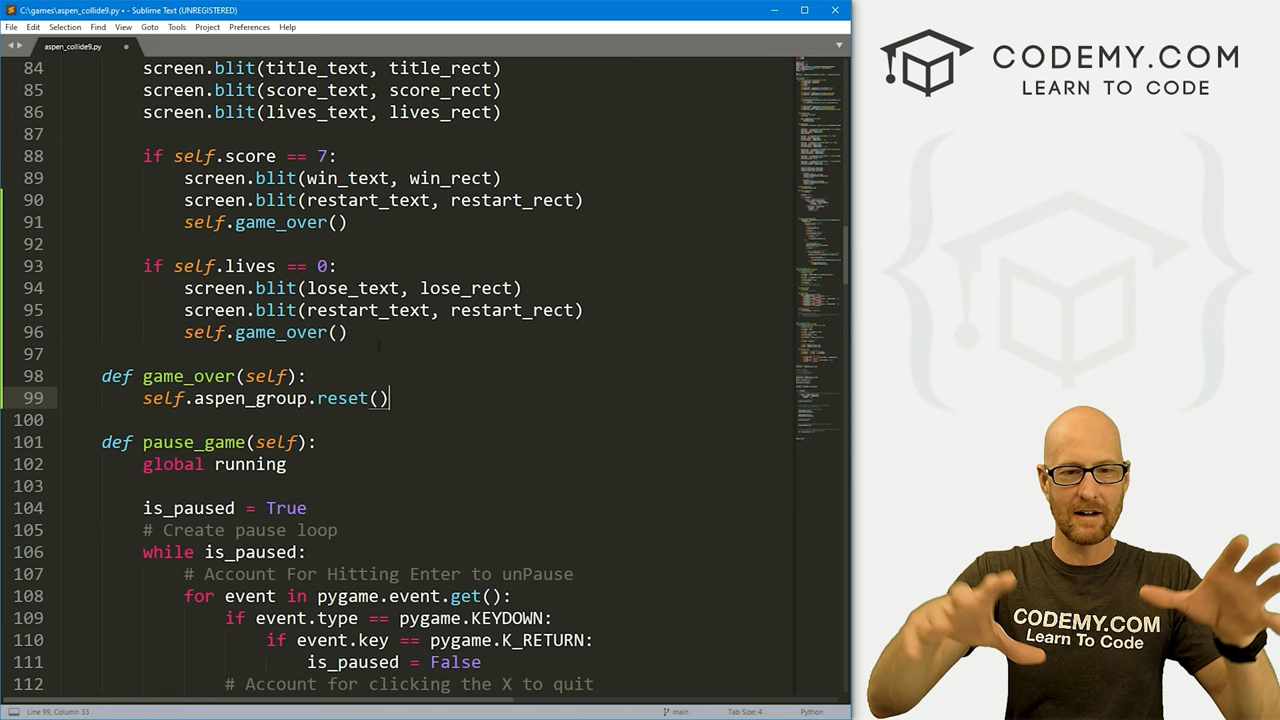 C:\games\aspen_collide9.py • - Sublime Text (UNREGISTERED)
File Edit Selection Find View Goto Tools Project Preferences Help
aspen_collide9.py
84 screen.blit(title_text, title_rect)
85 screen.blit(score_text, score_rect)
86 screen.blit(lives_text, lives_rect)
87
88 if self.score == 7:
89 screen.blit(win_text, win_rect)
90 screen.blit(restart_text, restart_rect)
91 self.game_over()
92
93 if self.lives == 0:
94 screen.blit(lose_text, lose_rect)
95 screen.blit(restart_text, restart_rect)
96 self.game_over()
97
98 def game_over(self):
99 self.aspen_group.reset()
100
101 def pause_game(self):
102 global running
103
104 is_paused = True
105 # Create pause loop
106 while is_paused:
107 # Account For Hitting Enter to unPause
108 for event in pygame.event.get():
109 if event.type == pygame.KEYDOWN:
110 if event.key == pygame.K_RETURN:
111 is_paused = False
112 # Account for clicking the X to quit
Line 99, Column 33 main Tab Size: 4 Python
CODEMY.COM
LEARN TO CODE
CODEMY.COM
Learn To Code